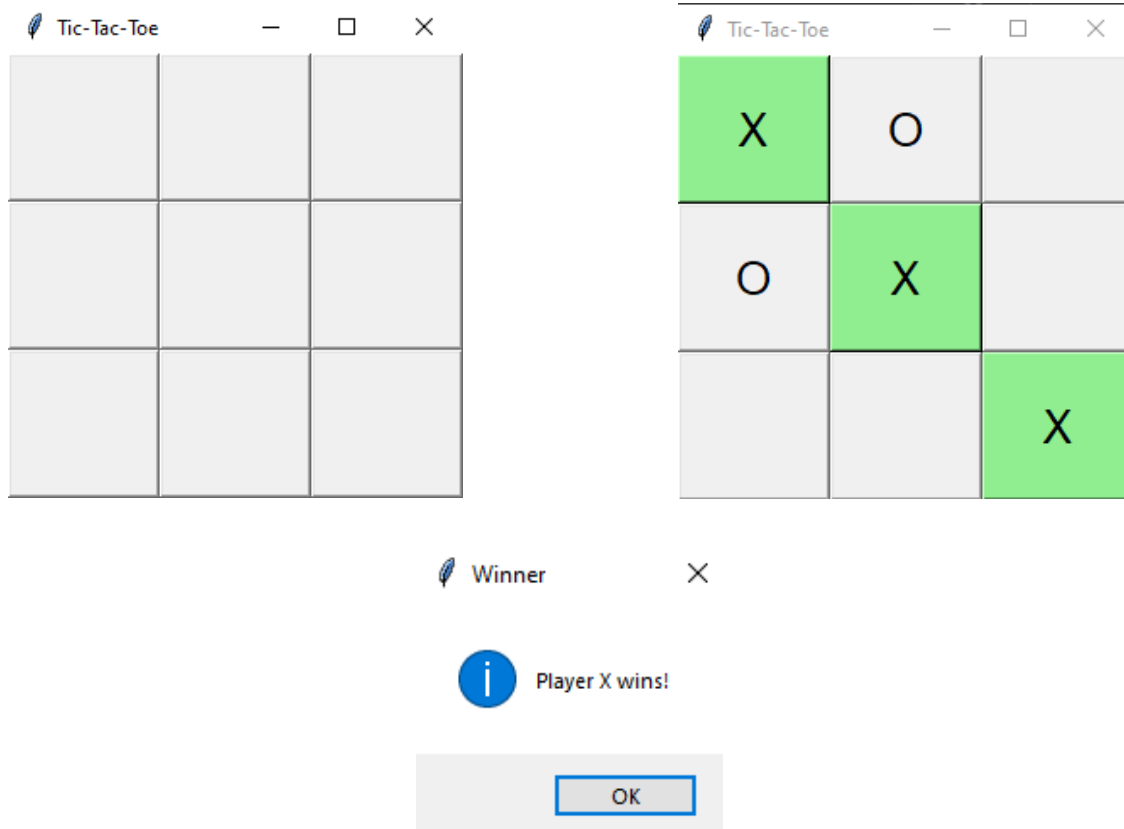 Tic-Tac-Toe
Tic-Tac-Toe
X O
O X
X
Winner
i
Player X wins!
OK